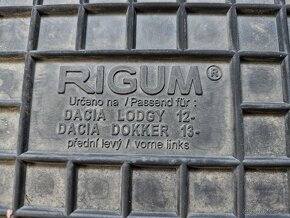 RIGUM®
Určeno na / Passend für :
DACIA LODGY 12-
DACIA DOKKER 13-
přední levý / vorne links